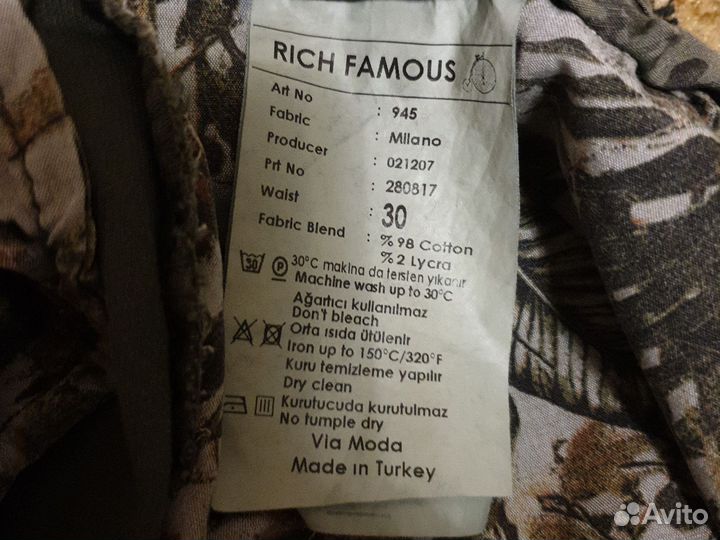 RICH FAMOUS
Art No : 945
Fabric : Milano
Producer : 021207
Prt No : 280817
Waist : 30
Fabric Blend : %98 Cotton
%2 Lycra
30 P 30°C makina da tersten yıkanır
Machine wash up to 30°C
Ağartıcı kullanılmaz
Don't bleach
Orta ısıda ütülenir
Iron up to 150°C/320°F
Kuru temizleme yapılır
Dry clean
Kurutucuda kurutulmaz
No tumple dry
Via Moda
Made in Turkey
Avito